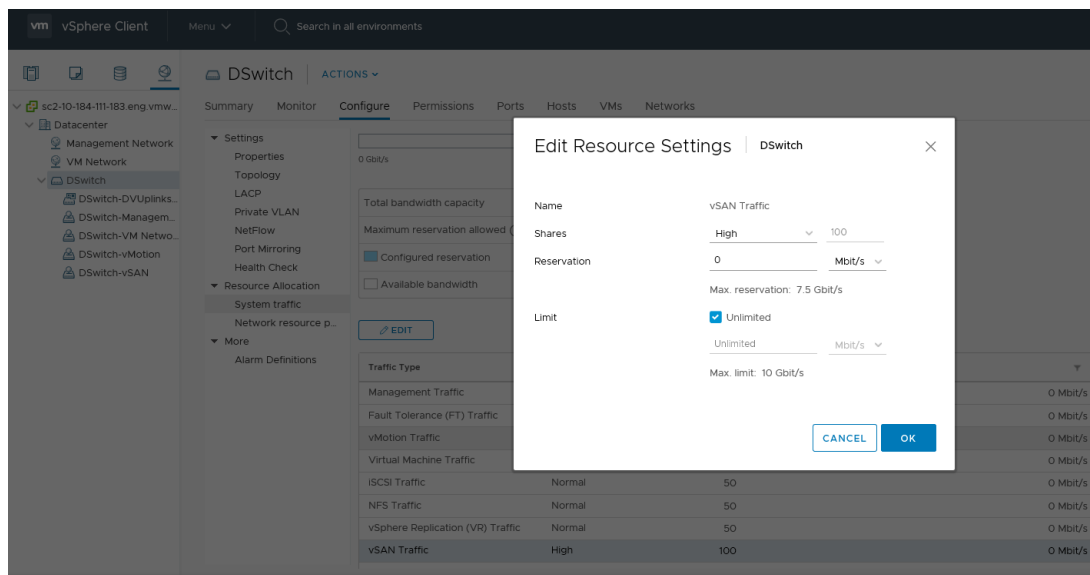 vm vSphere Client Menu Search in all environments
DSwitch ACTIONS
sc2-10-184-111-183.eng.vmw...
Datacenter
Management Network
VM Network
DSwitch
DSwitch-DVUplinks...
DSwitch-Managem...
DSwitch-VM Netwo...
DSwitch-vMotion
DSwitch-vSAN
Summary Monitor Configure Permissions Ports Hosts VMs Networks
Settings
Properties
Topology
LACP
Private VLAN
NetFlow
Port Mirroring
Health Check
Resource Allocation
System traffic
Network resource p...
More
Alarm Definitions
0 Gbit/s
Total bandwidth capacity
Maximum reservation allowed (
Configured reservation
Available bandwidth
EDIT
Traffic Type
Management Traffic 0 Mbit/s
Fault Tolerance (FT) Traffic 0 Mbit/s
vMotion Traffic 0 Mbit/s
Virtual Machine Traffic 0 Mbit/s
iSCSI Traffic Normal 50 0 Mbit/s
NFS Traffic Normal 50 0 Mbit/s
vSphere Replication (VR) Traffic Normal 50 0 Mbit/s
vSAN Traffic High 100 0 Mbit/s
Edit Resource Settings DSwitch
Name vSAN Traffic
Shares High 100
Reservation 0 Mbit/s
Max. reservation: 7.5 Gbit/s
Limit Unlimited
Unlimited Mbit/s
Max. limit: 10 Gbit/s
CANCEL OK